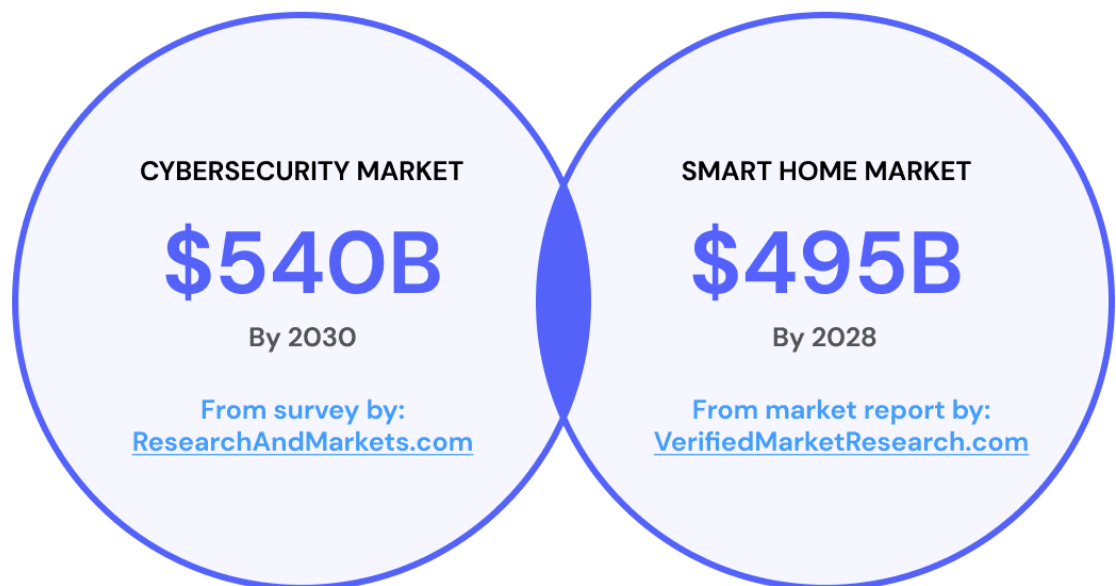 CYBERSECURITY MARKET
$540B
By 2030
From survey by:
ResearchAndMarkets.com
SMART HOME MARKET
$495B
By 2028
From market report by:
VerifiedMarketResearch.com